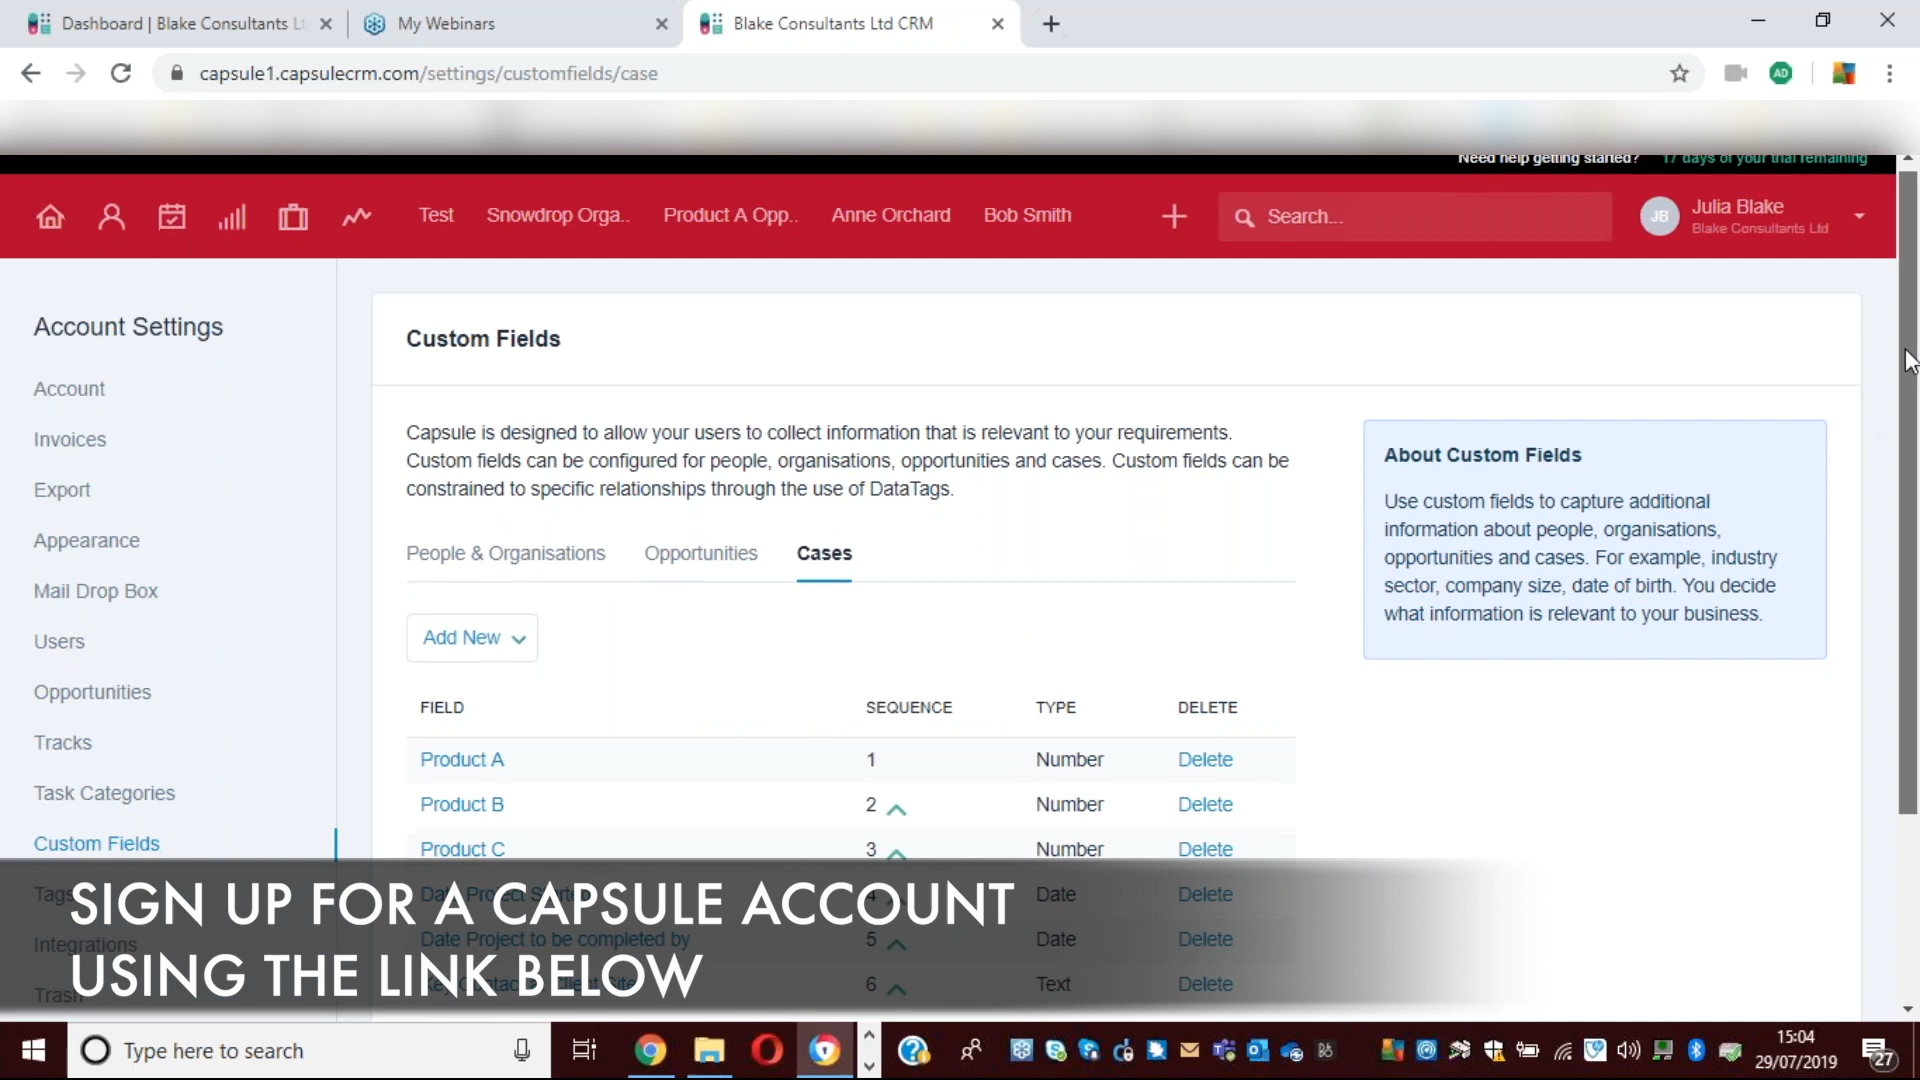 Dashboard | Blake Consultants Lt
My Webinars
Blake Consultants Ltd CRM
capsule1.capsulecrm.com/settings/customfields/case
AD
Need help getting started?
17 days of your trial remaining
Test
Snowdrop Orga..
Product A Opp..
Anne Orchard
Bob Smith
Search...
JB
Julia Blake
Blake Consultants Ltd
Account Settings
Account
Invoices
Export
Appearance
Mail Drop Box
Users
Opportunities
Tracks
Task Categories
Custom Fields
Tags
Integrations
Trash
Custom Fields
Capsule is designed to allow your users to collect information that is relevant to your requirements.
Custom fields can be configured for people, organisations, opportunities and cases. Custom fields can be
constrained to specific relationships through the use of DataTags.
People & Organisations
Opportunities
Cases
Add New
FIELD SEQUENCE TYPE DELETE
Product A 1 Number Delete
Product B 2 Number Delete
Product C 3 Number Delete
Date Project Started 4 Date Delete
Date Project to be completed by 5 Date Delete
6 Text Delete
About Custom Fields
Use custom fields to capture additional
information about people, organisations,
opportunities and cases. For example, industry
sector, company size, date of birth. You decide
what information is relevant to your business.
SIGN UP FOR A CAPSULE ACCOUNT
USING THE LINK BELOW
Type here to search
15:04
29/07/2019
27